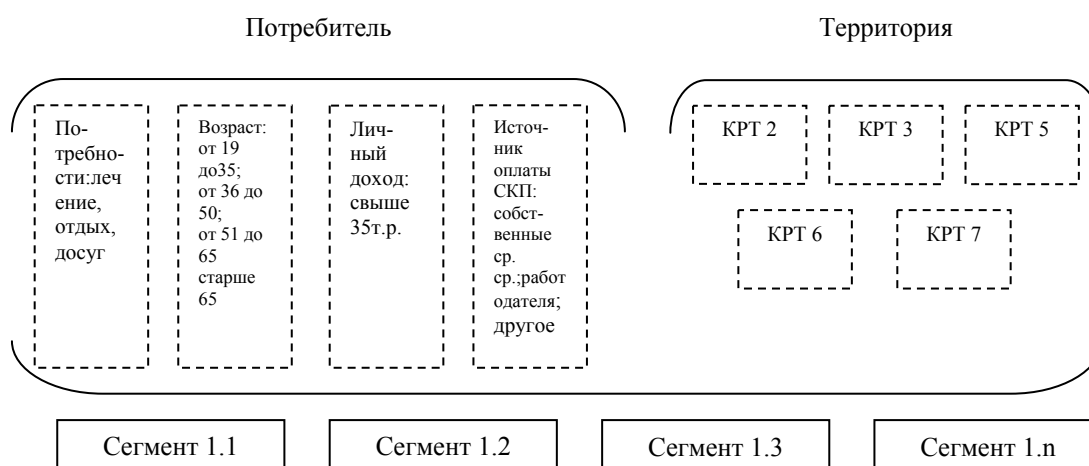 Потребитель
Территория
По-
требно-
сти:леч
ение,
отдых,
досуг
Возраст:
от 19
до35;
от 36 до
50;
от 51 до
65
старше
65
Лич-
ный
доход:
свыше
35т.р.
Источ-
ник
оплаты
СКП:
собст-
венные
ср.
ср.;работ
одателя;
другое
КРТ 2
КРТ 3
КРТ 5
КРТ 6
КРТ 7
Сегмент 1.1
Сегмент 1.2
Сегмент 1.3
Сегмент 1.n